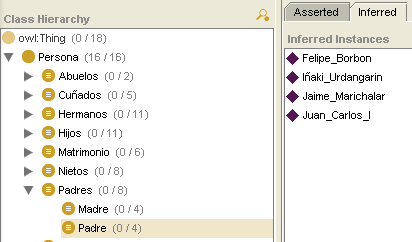 Class Hierarchy
owl:Thing (0 / 18)
Persona (16 / 16)
Abuelos (0 / 2)
Cuñados (0 / 5)
Hermanos (0 / 11)
Hijos (0 / 11)
Matrimonio (0 / 6)
Nietos (0 / 8)
Padres (0 / 8)
Madre (0 / 4)
Padre (0 / 4)
Asserted Inferred
Inferred Instances
Felipe_Borbon
Iñaki_Urdangarin
Jaime_Marichalar
Juan_Carlos_I